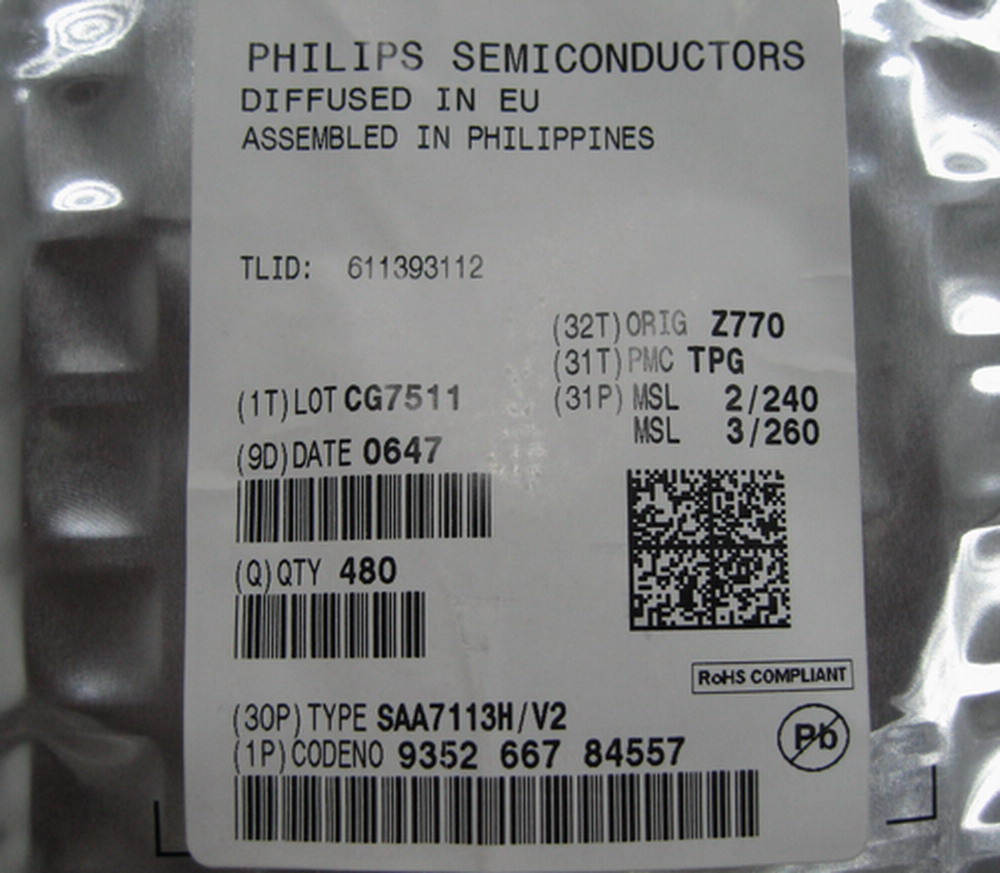 PHILIPS SEMICONDUCTORS
DIFFUSED IN EU
ASSEMBLED IN PHILIPPINES
TLID: 611393112
(32T) ORIG Z770
(31T) PMC TPG
(1T) LOT CG7511
(31P) MSL 2/240
MSL 3/260
(9D) DATE 0647
(Q) QTY 480
RoHS COMPLIANT
(30P) TYPE SAA7113H/V2
Pb
(1P) CODENO 9352 667 84557